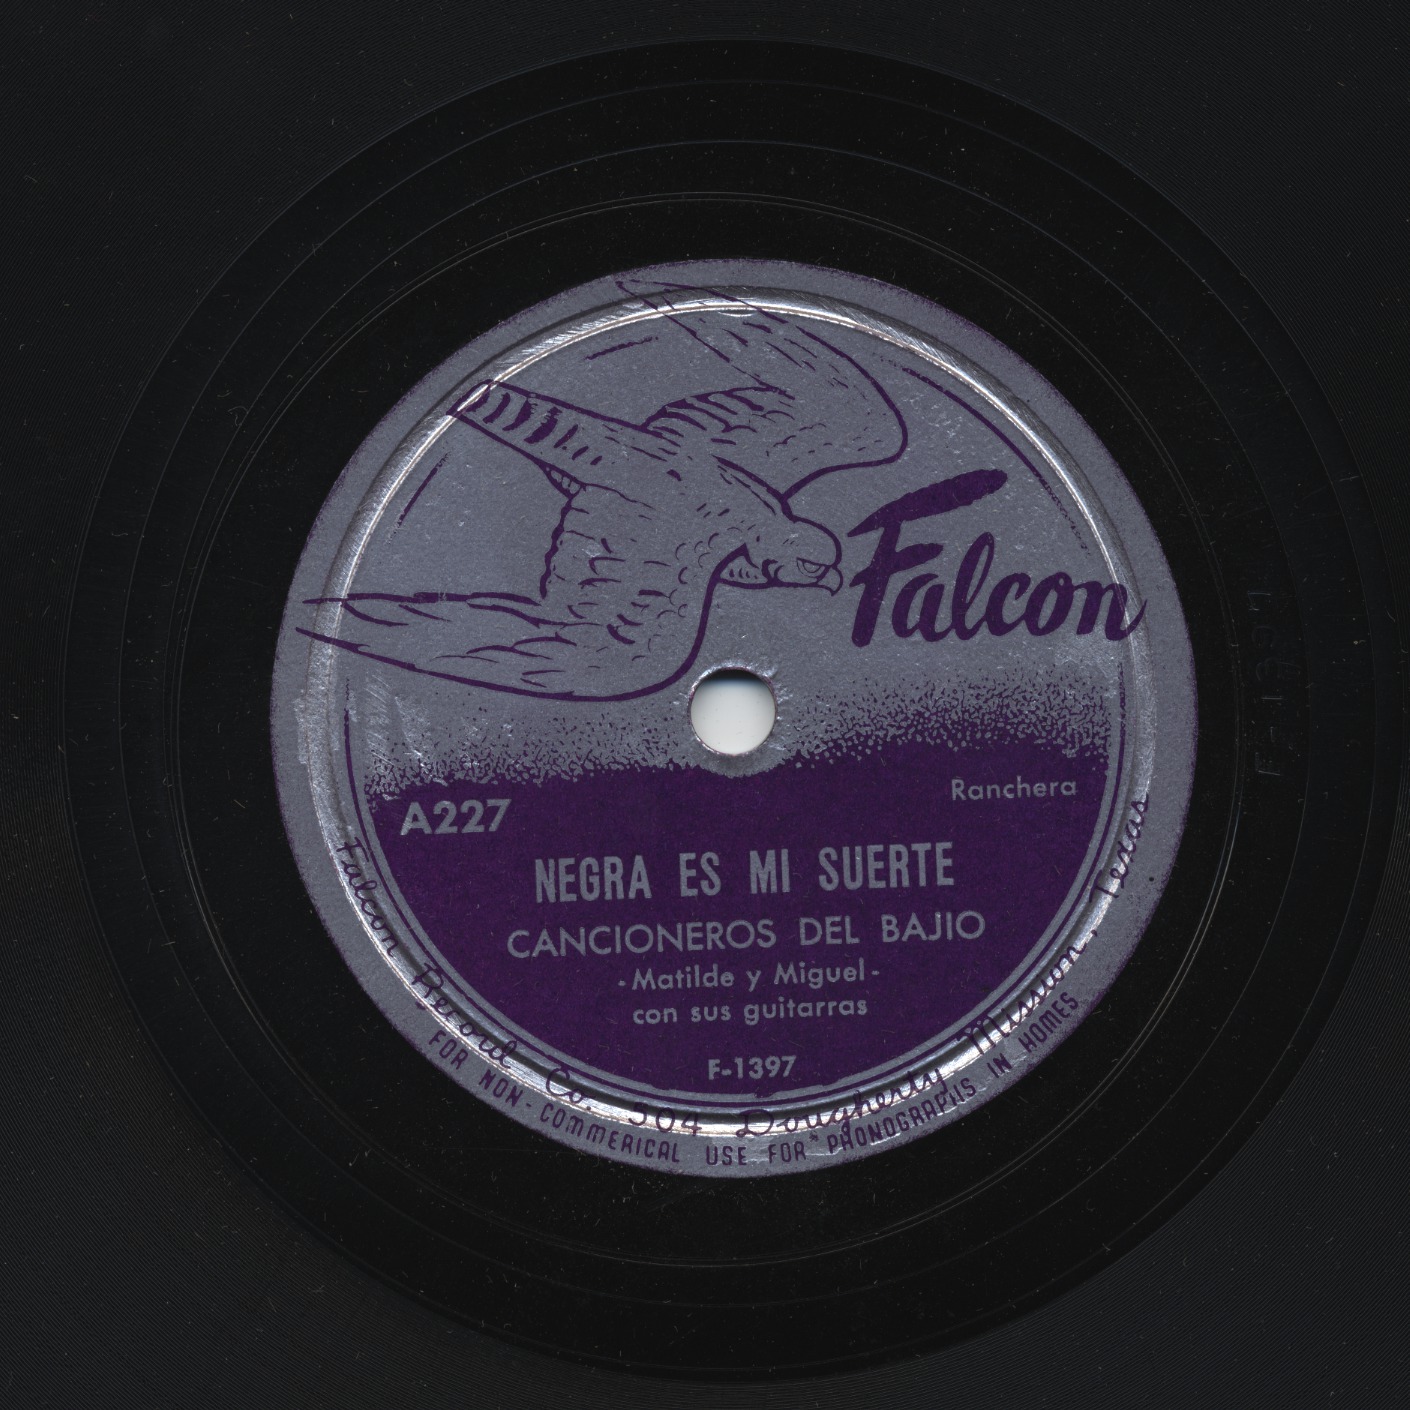 Falcon
Ranchera
A227
NEGRA ES MI SUERTE
CANCIONEROS DEL BAJIO
-Matilde y Miguel-
con sus guitarras
F-1397
Falcon Record Co. 304 Dougherty Mission, Texas
FOR NON-COMMERICAL USE FOR PHONOGRAPHS IN HOMES